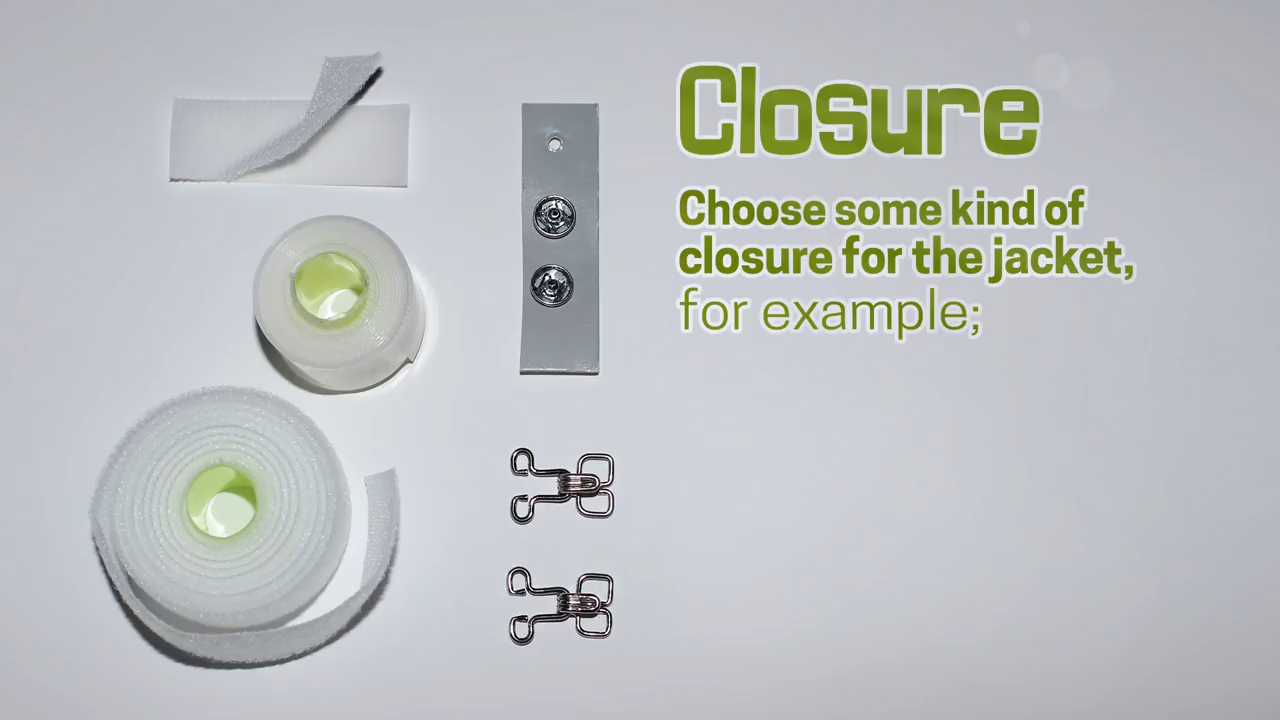 Closure
Choose some kind of
closure for the jacket,
for example;